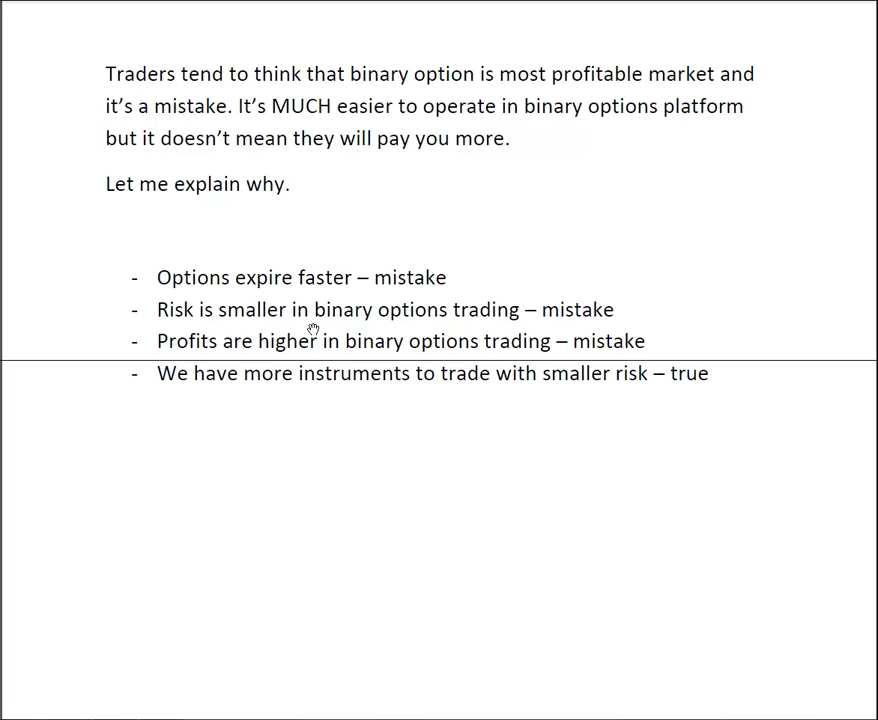 Traders tend to think that binary option is most profitable market and
it’s a mistake. It’s MUCH easier to operate in binary options platform
but it doesn’t mean they will pay you more.
Let me explain why.
- Options expire faster – mistake
- Risk is smaller in binary options trading – mistake
- Profits are higher in binary options trading – mistake
- We have more instruments to trade with smaller risk – true